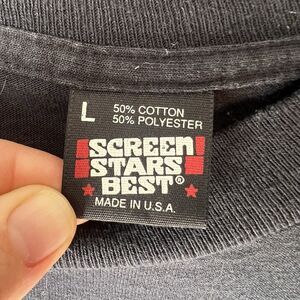 L
50% COTTON
50% POLYESTER
SCREEN
STARS
BEST®
MADE IN U.S.A.